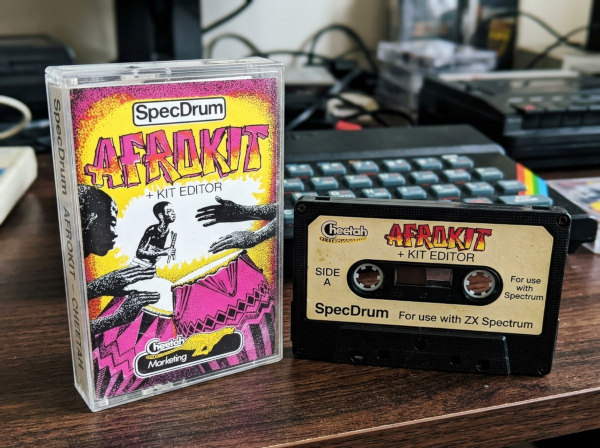 SpecDrum
AFROKIT
+ KIT EDITOR
Cheetah
Marketing
SpecDrum AFROKIT CHEETAH
Cheetah
AFROKIT
+ KIT EDITOR
SIDE
A
For use
with
Spectrum
SpecDrum For use with ZX Spectrum